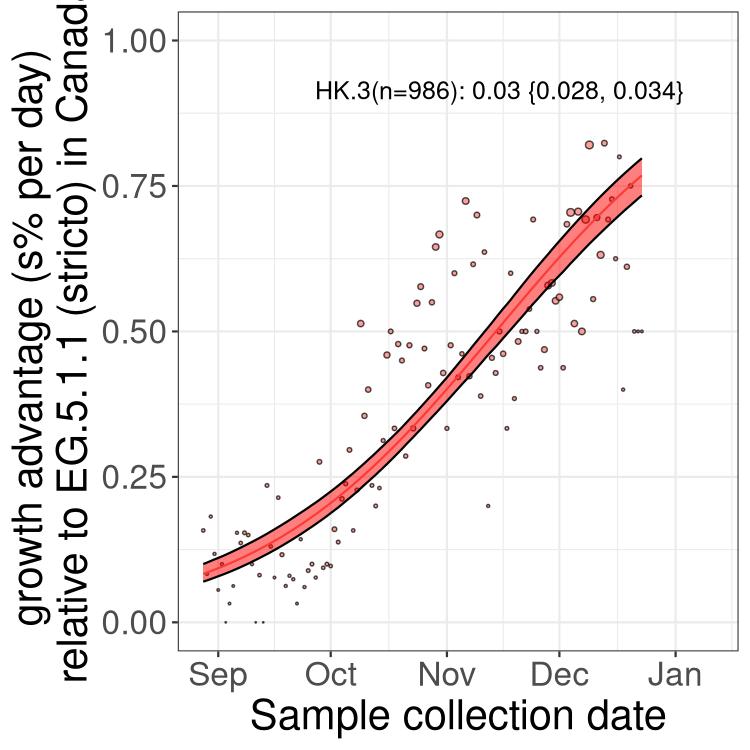 growth advantage (s% per day)
relative to EG.5.1.1 (stricto) in Canada
1.00
0.75
0.50
0.25
0.00
HK.3(n=986): 0.03 {0.028, 0.034}
Sep Oct Nov Dec Jan
Sample collection date